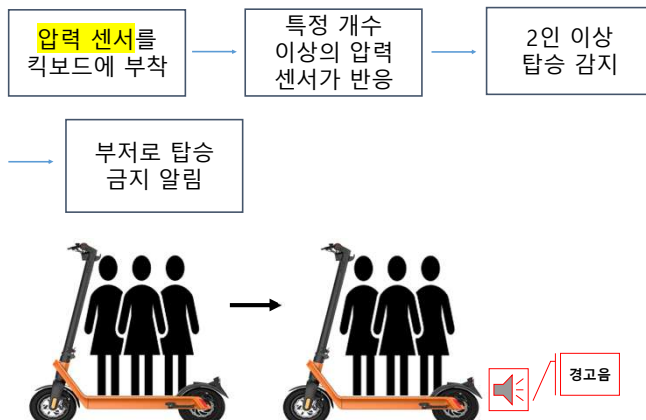 압력 센서를
킥보드에 부착
특정 개수
이상의 압력
센서가 반응
2인 이상
탑승 감지
부저로 탑승
금지 알림
경고음